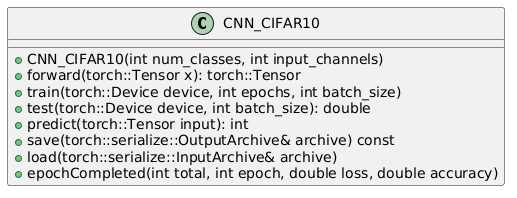 C CNN_CIFAR10
CNN_CIFAR10(int num_classes, int input_channels)
forward(torch::Tensor x): torch::Tensor
train(torch::Device device, int epochs, int batch_size)
test(torch::Device device, int batch_size): double
predict(torch::Tensor input): int
save(torch::serialize::OutputArchive& archive) const
load(torch::serialize::InputArchive& archive)
epochCompleted(int total, int epoch, double loss, double accuracy)